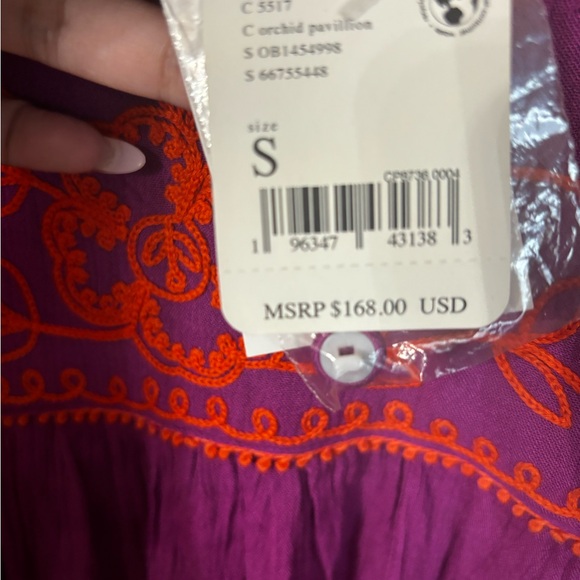 C 5517
C orchid pavillion
S OB1454998
S 66755448
size
S
CP8736 0004
1 96347 43138 3
MSRP $168.00 USD